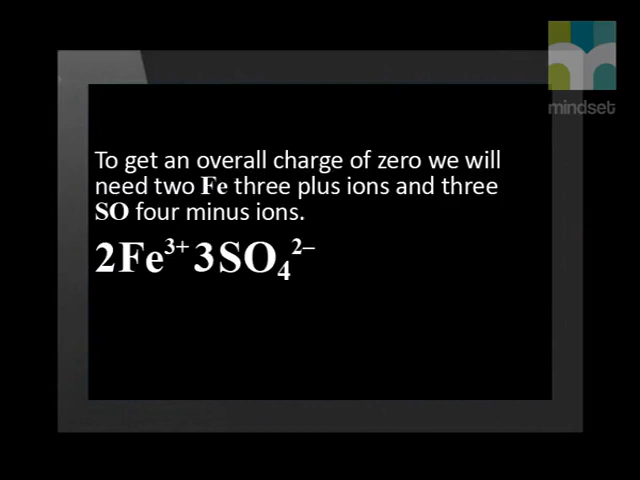 mindset
To get an overall charge of zero we will
need two Fe three plus ions and three
SO four minus ions.
2Fe³⁺ 3SO₄²⁻